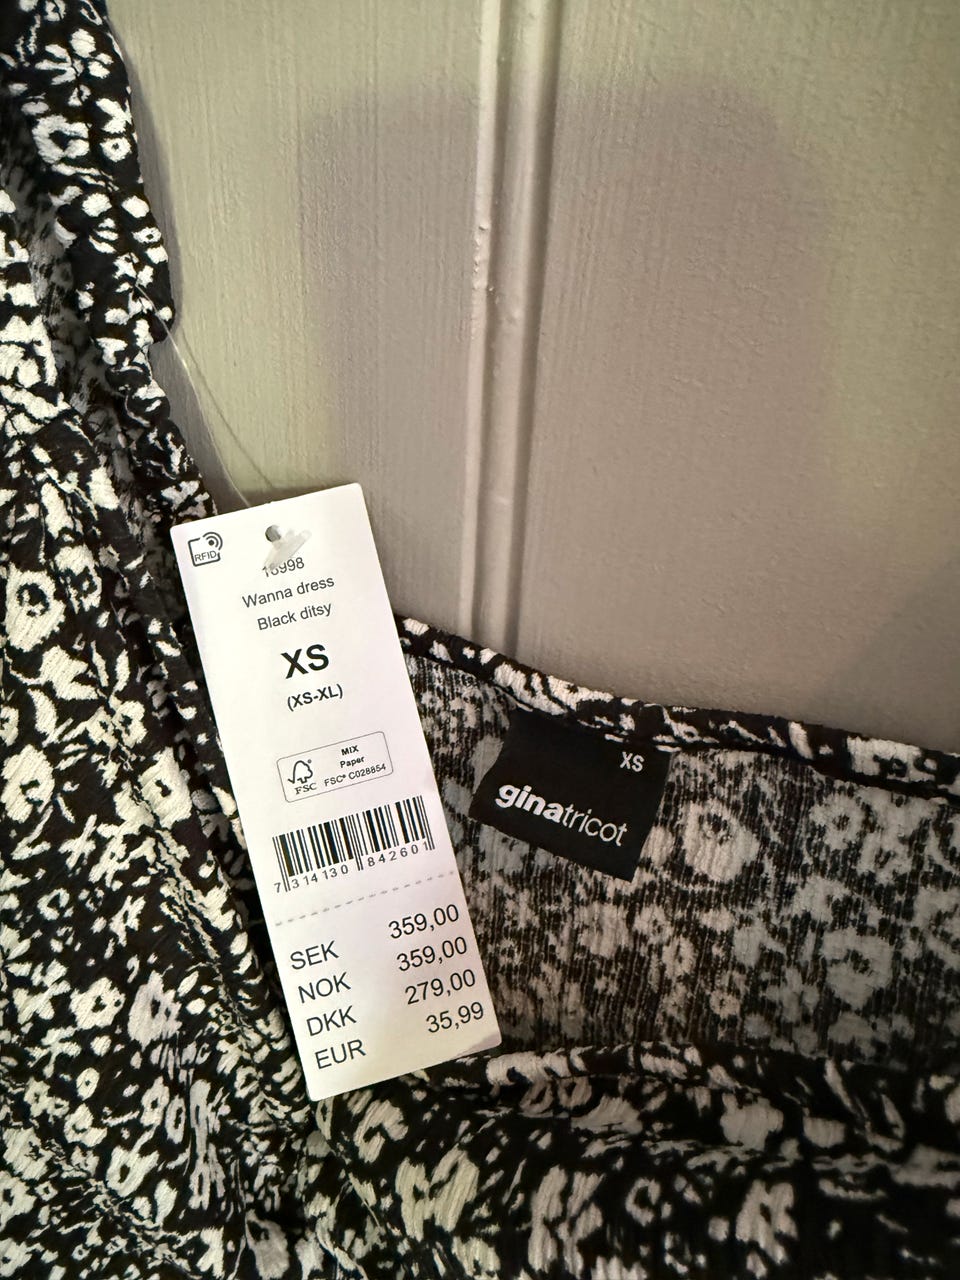 RFID
Wanna dress
Black ditsy
XS
(XS-XL)
FSC
MIX
Paper
FSC® C028854
7 314130 842601
SEK 359,00
NOK 359,00
DKK 279,00
EUR 35,99
XS
ginatricot